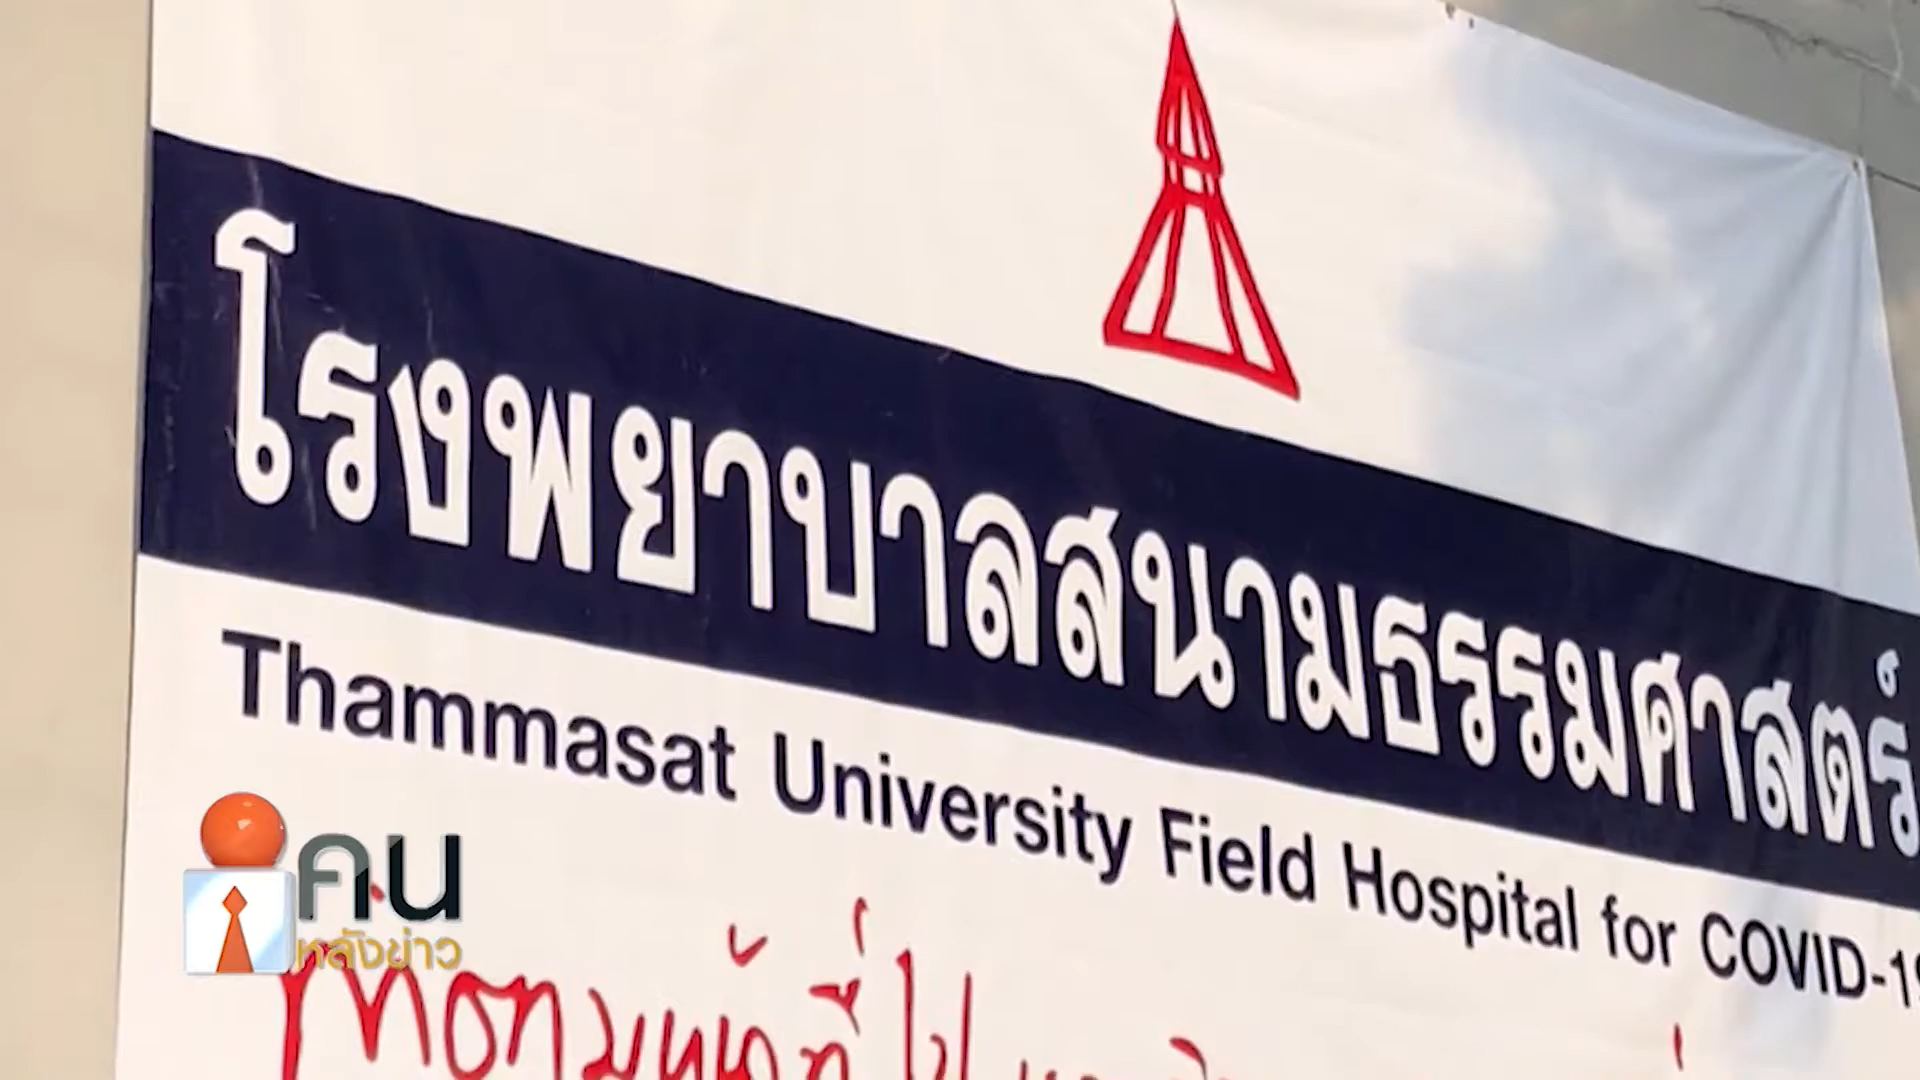 โรงพยาบาลสนามธรรมศาสตร์
Thammasat University Field Hospital for COVID-19
คน
หลังข่าว